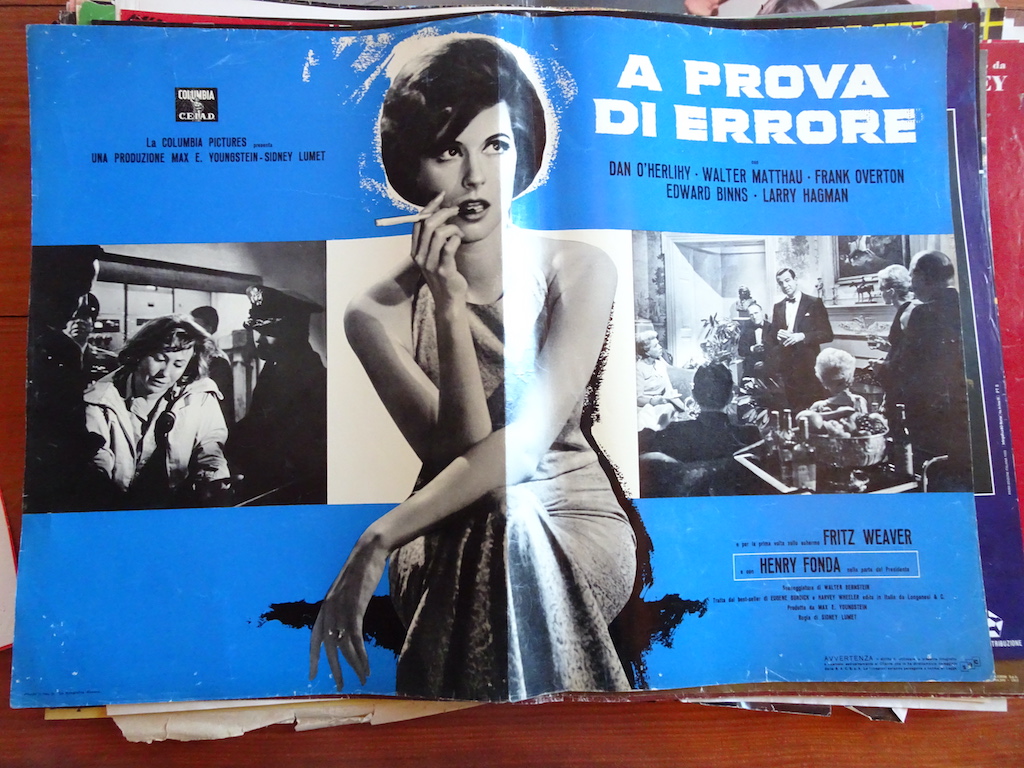 COLUMBIA
C.E.I.A.D.
La COLUMBIA PICTURES presenta
UNA PRODUZIONE MAX E. YOUNGSTEIN-SIDNEY LUMET
A PROVA
DI ERRORE
con
DAN O'HERLIHY · WALTER MATTHAU · FRANK OVERTON
EDWARD BINNS · LARRY HAGMAN
e per la prima volta sullo schermo FRITZ WEAVER
e con HENRY FONDA nella parte del Presidente
Sceneggiatura di WALTER BERNSTEIN
Tratto dal best-seller di EUGENE BURDICK e HARVEY WHEELER edito in Italia da Longanesi & C.
Prodotto da MAX E. YOUNGSTEIN
Regia di SIDNEY LUMET
AVVERTENZA
da
EY
TRIBUZIONE